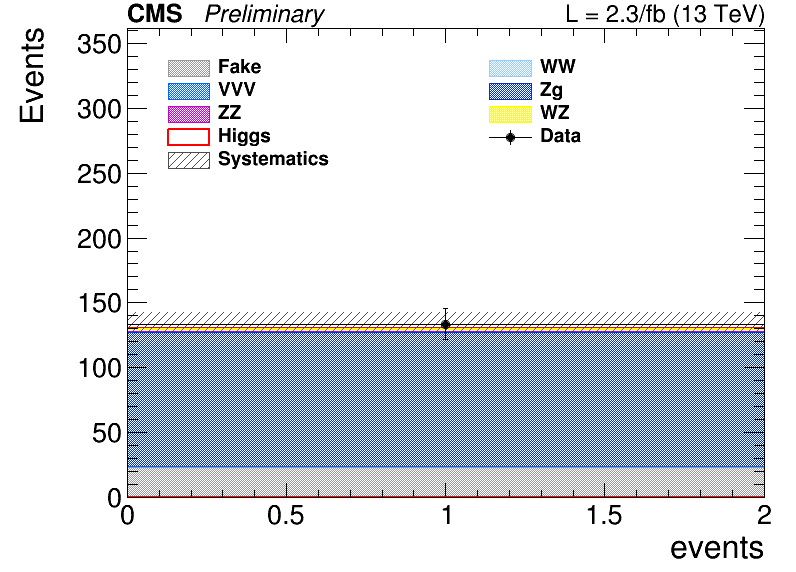 CMS Preliminary L = 2.3/fb (13 TeV)
Events
350
300
250
200
150
100
50
0
Fake WW
VVV Zg
ZZ WZ
Higgs Data
Systematics
0 0.5 1 1.5 2
events